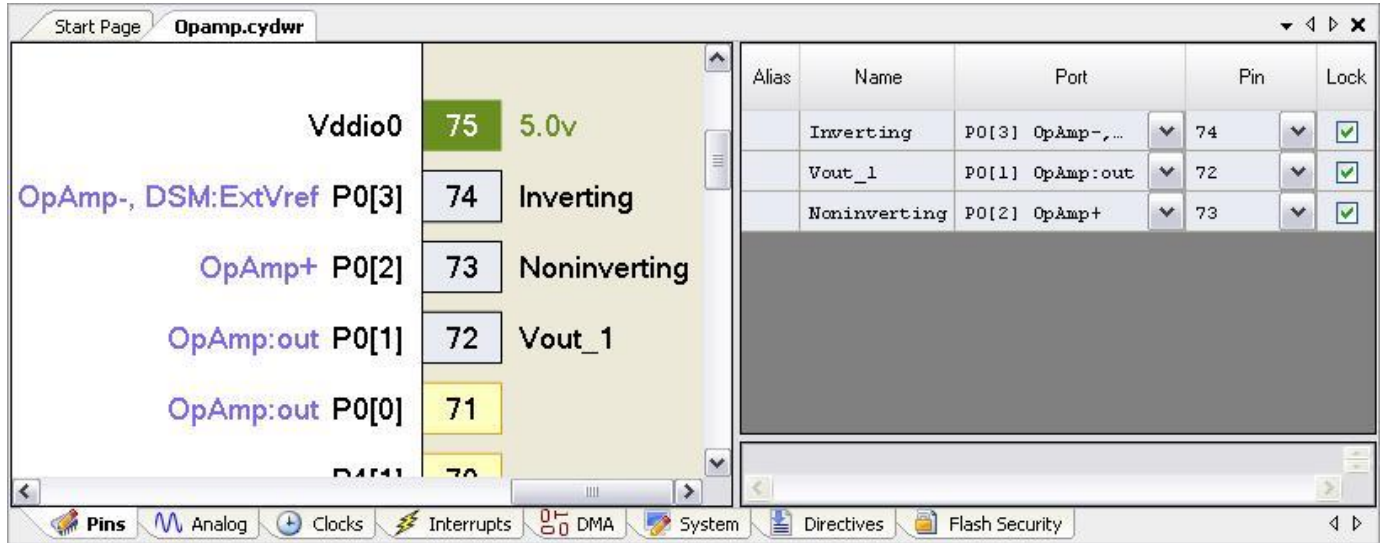 Start Page
Opamp.cydwr
Vddio0 75 5.0v
OpAmp-, DSM:ExtVref P0[3] 74 Inverting
OpAmp+ P0[2] 73 Noninverting
OpAmp:out P0[1] 72 Vout_1
OpAmp:out P0[0] 71
Alias Name Port Pin Lock
Inverting P0[3] OpAmp-,... 74
Vout_1 P0[1] OpAmp:out 72
Noninverting P0[2] OpAmp+ 73
Pins Analog Clocks Interrupts DMA System Directives Flash Security